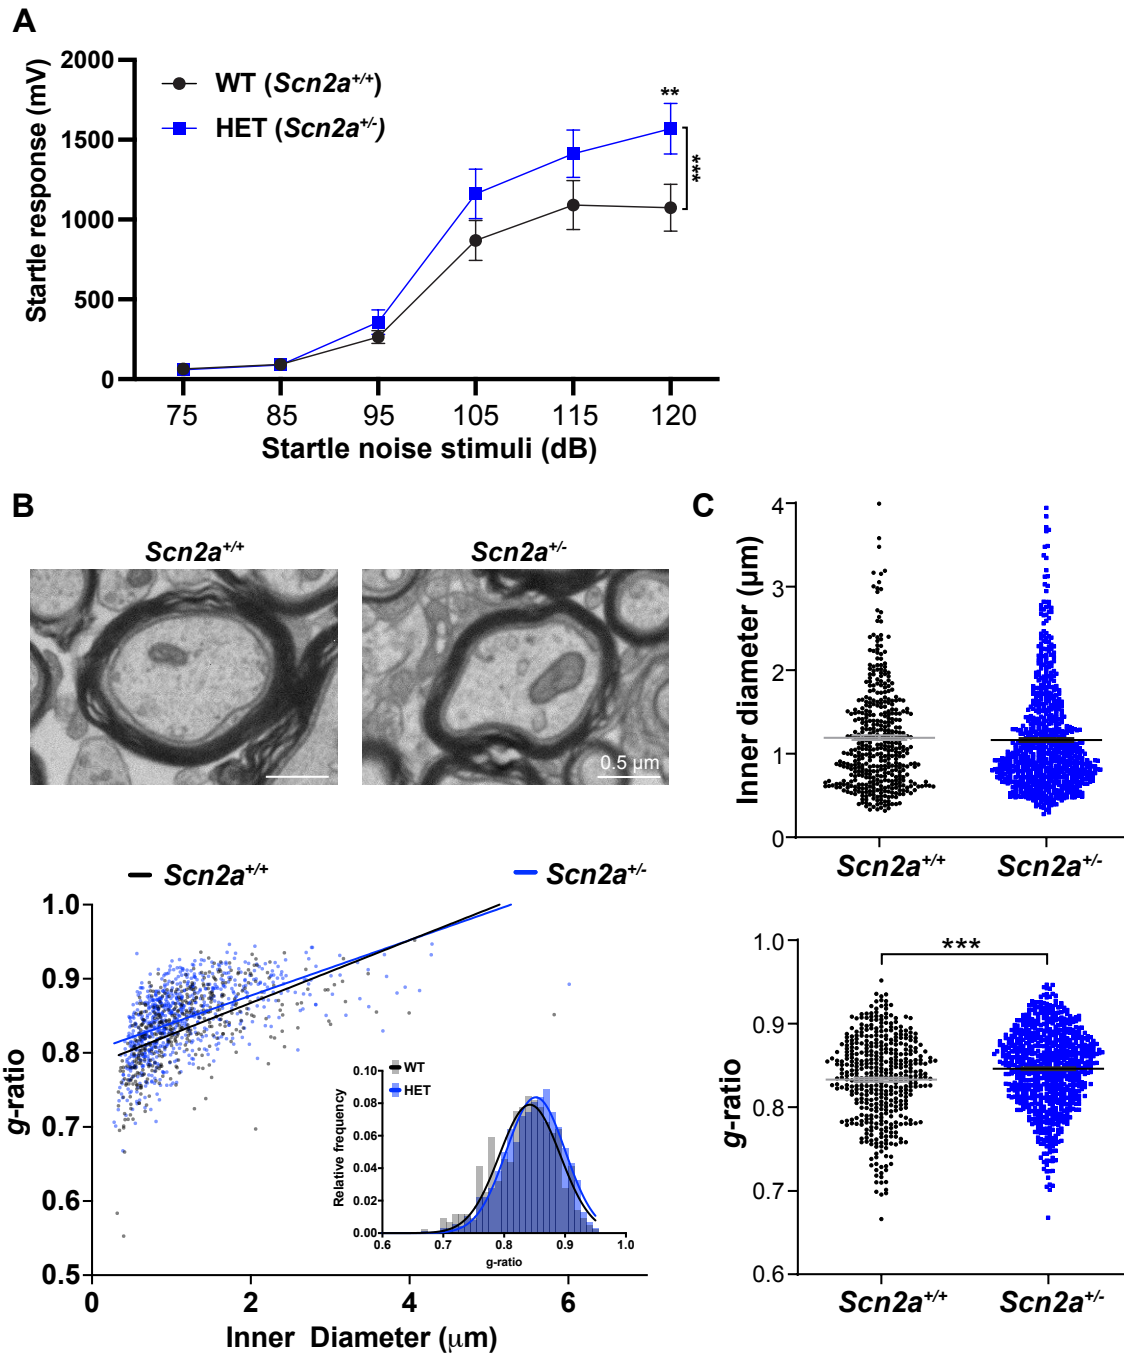 A
Startle response (mV)
2000
1500
1000
500
0
WT (Scn2a+/+)
HET (Scn2a+/-)
**
***
75 85 95 105 115 120
Startle noise stimuli (dB)
B
Scn2a+/+ Scn2a+/-
0.5 µm
Scn2a+/+ Scn2a+/-
g-ratio
1.0
0.9
0.8
0.7
0.6
0.5
0 2 4 6
Inner Diameter (µm)
WT
HET
Relative frequency
0.10
0.08
0.06
0.04
0.02
0.00
0.6 0.7 0.8 0.9 1.0
g-ratio
C
Inner diameter (µm)
4
3
2
1
0
Scn2a+/+ Scn2a+/-
***
g-ratio
1.0
0.9
0.8
0.7
0.6
Scn2a+/+ Scn2a+/-